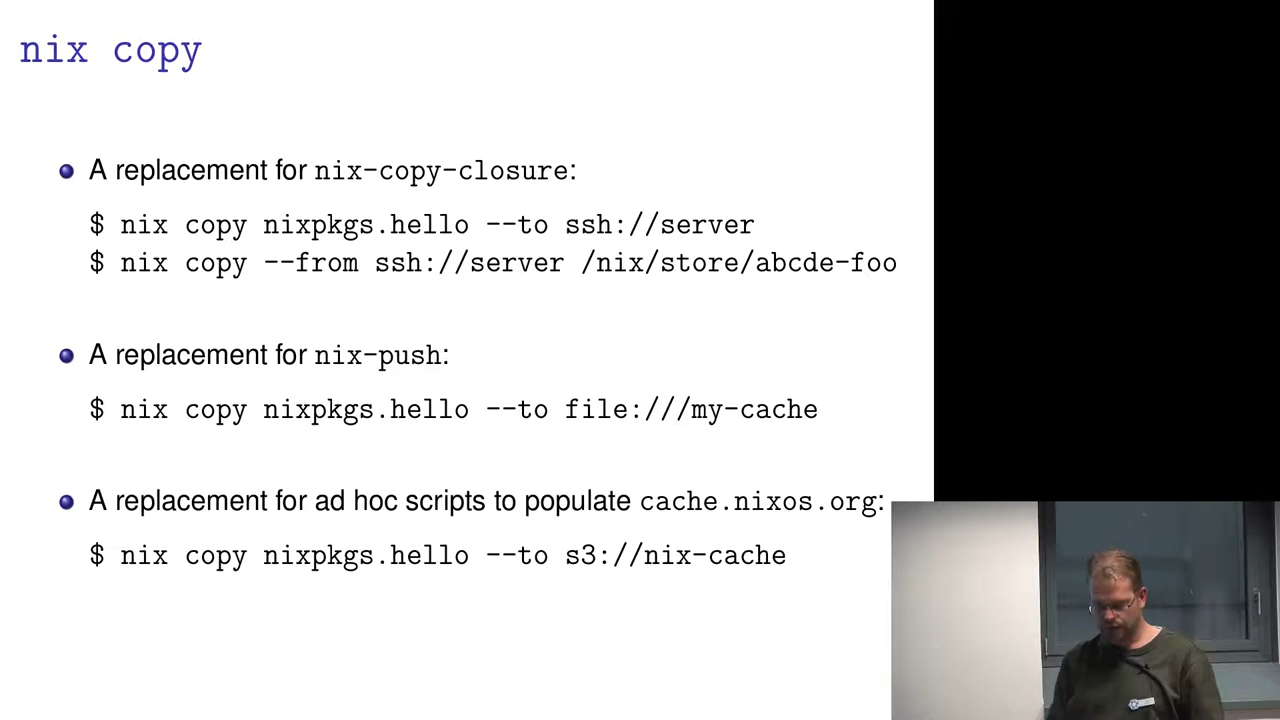 nix copy
A replacement for nix-copy-closure:
$ nix copy nixpkgs.hello --to ssh://server
$ nix copy --from ssh://server /nix/store/abcde-foo
A replacement for nix-push:
$ nix copy nixpkgs.hello --to file:///my-cache
A replacement for ad hoc scripts to populate cache.nixos.org:
$ nix copy nixpkgs.hello --to s3://nix-cache